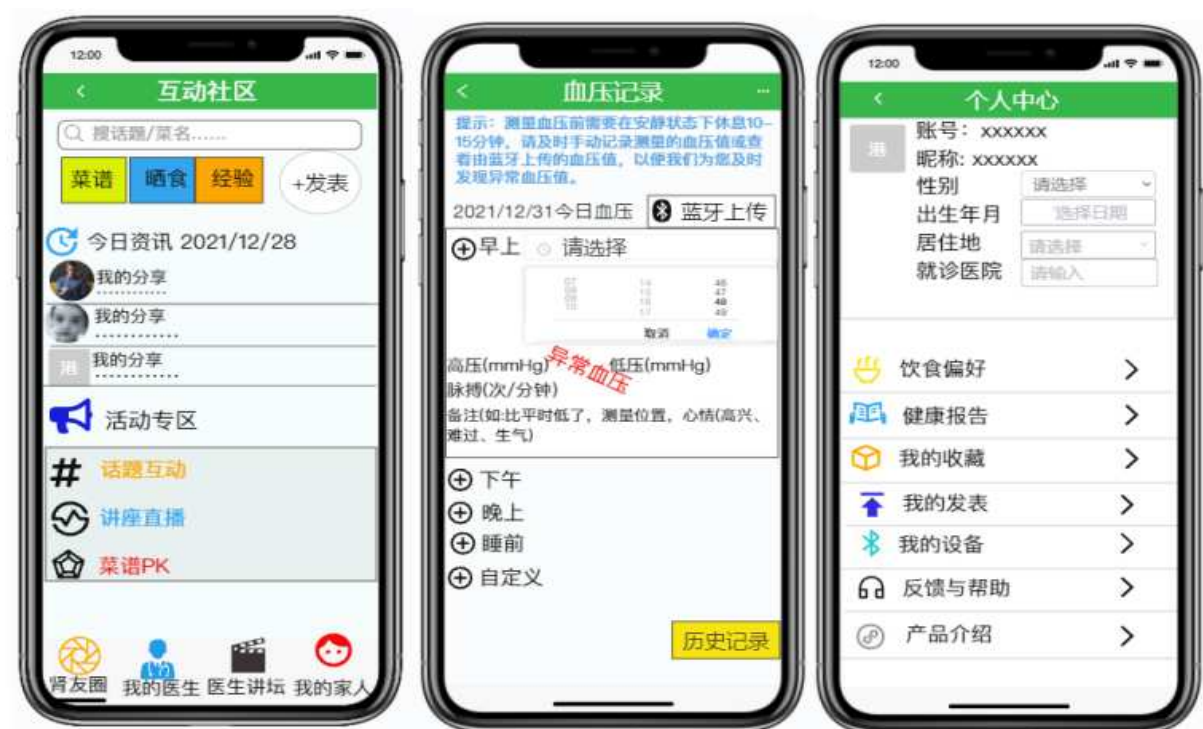 12:00
互动社区
搜话题/菜名……
菜谱
晒食
经验
+发表
今日资讯 2021/12/28
我的分享
…………
我的分享
…………
港
我的分享
…………
活动专区
# 话题互动
讲座直播
菜谱PK
肾友圈
我的医生
医生讲坛
我的家人
血压记录
提示：测量血压前需要在安静状态下休息10-
15分钟，请及时手动记录测量的血压值或查
看由蓝牙上传的血压值，以便我们为您及时
发现异常血压值。
2021/12/31今日血压
蓝牙上传
早上
请选择
07 14 46
08 15 47
09 16 48
10 17 49
取消 确定
高压(mmHg)
异常血压
低压(mmHg)
脉搏(次/分钟)
备注(如:比平时低了，测量位置，心情(高兴、
难过、生气)
下午
晚上
睡前
自定义
历史记录
12:00
个人中心
港
账号：xxxxxx
昵称: xxxxxx
性别 请选择
出生年月 选择日期
居住地 请选择
就诊医院 请输入
饮食偏好
健康报告
我的收藏
我的发表
我的设备
反馈与帮助
产品介绍